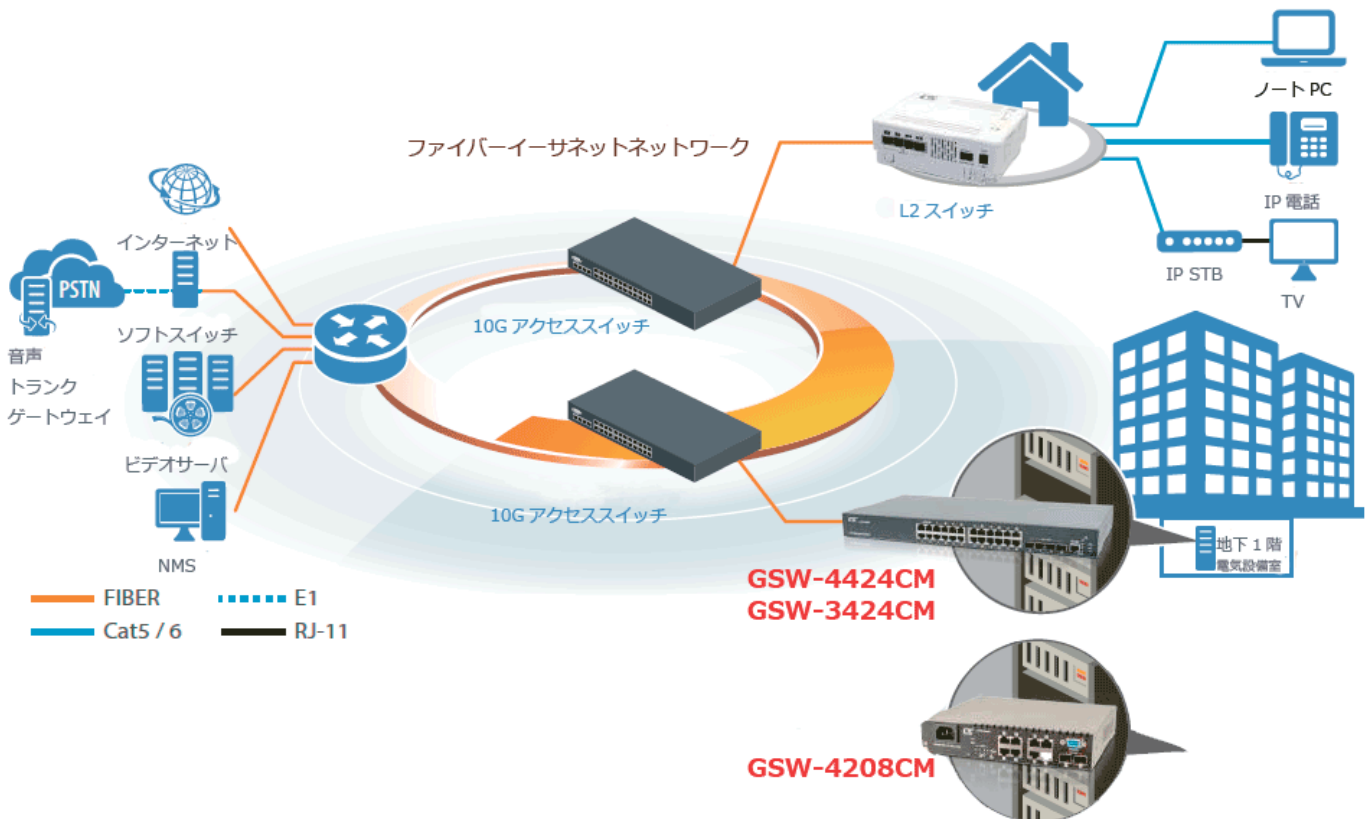 ノート PC
ファイバーイーサネットネットワーク
IP 電話
L2 スイッチ
インターネット
IP STB
TV
PSTN
10G アクセススイッチ
ソフトスイッチ
音声
トランク
ゲートウェイ
ビデオサーバ
10G アクセススイッチ
地下 1 階
電気設備室
NMS
GSW-4424CM
GSW-3424CM
FIBER
E1
Cat5 / 6
RJ-11
GSW-4208CM